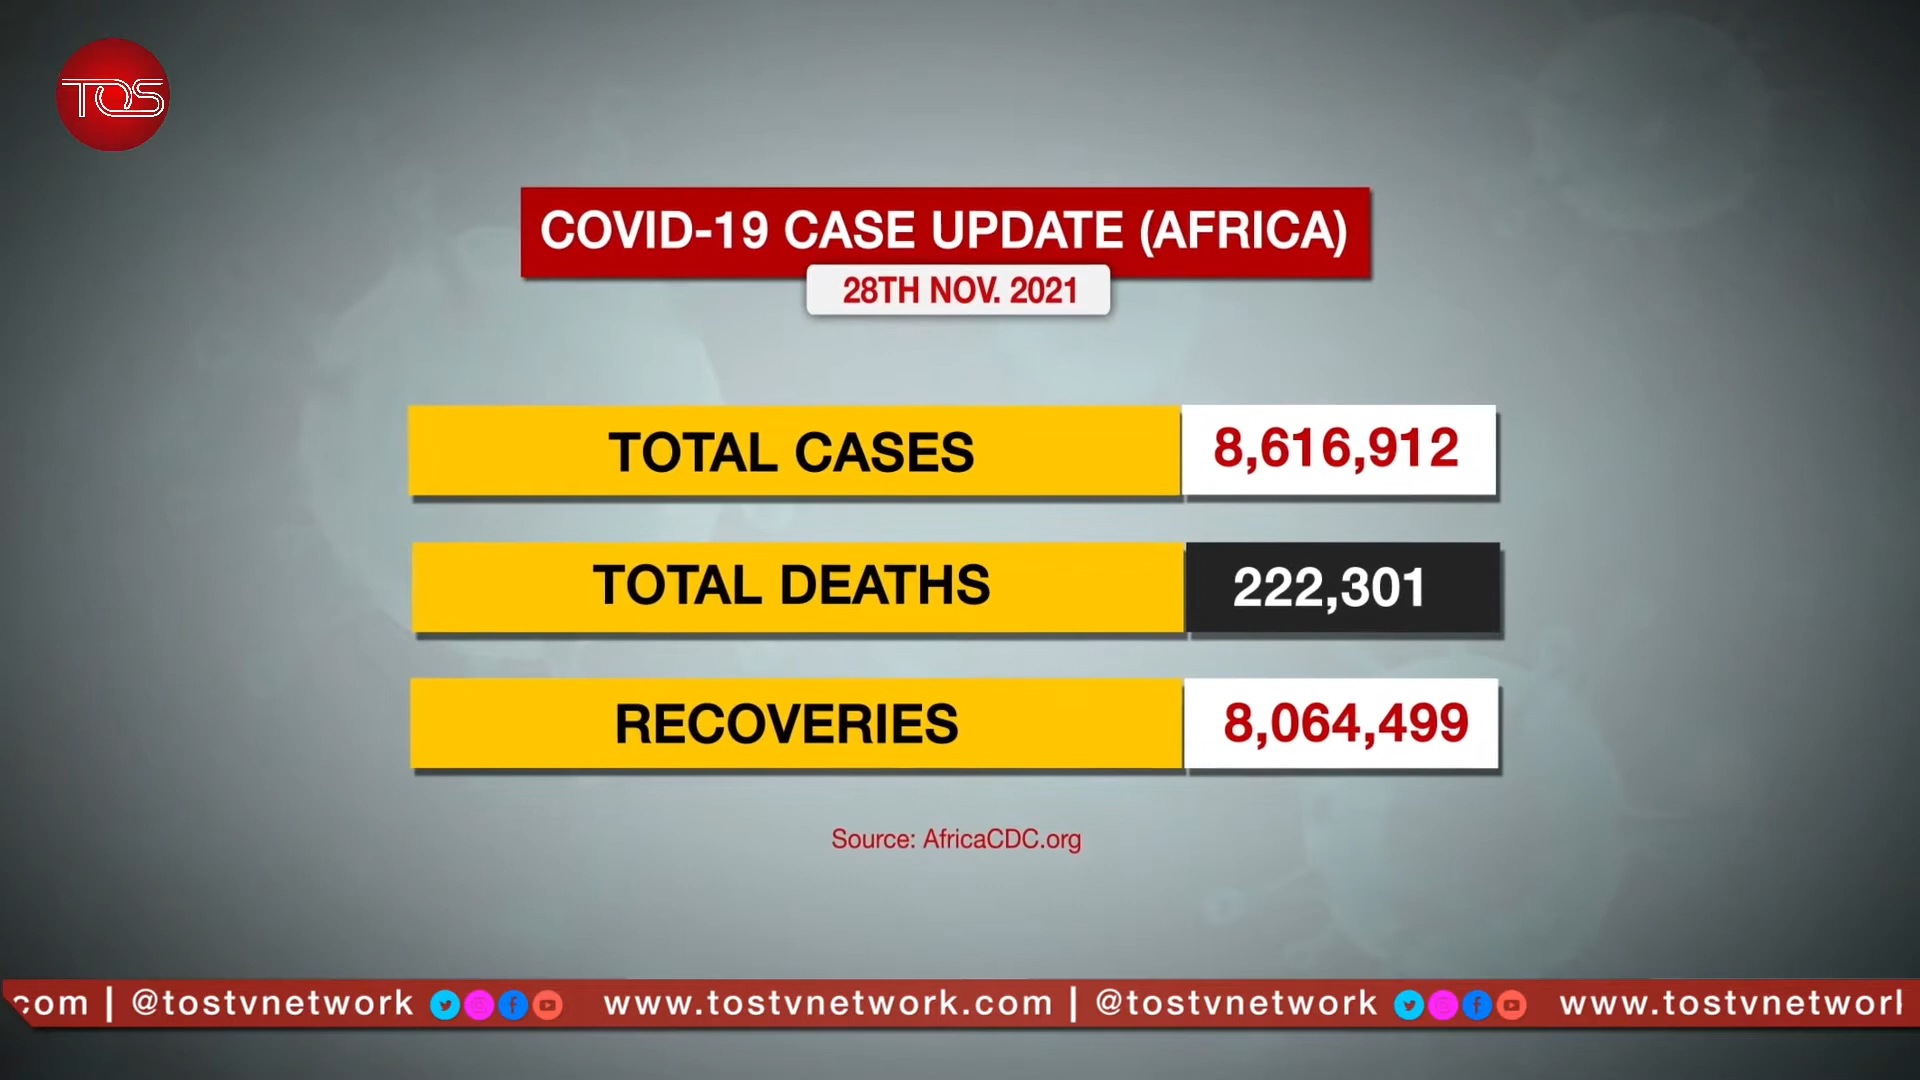 TOS
COVID-19 CASE UPDATE (AFRICA)
28TH NOV. 2021
TOTAL CASES 8,616,912
TOTAL DEATHS 222,301
RECOVERIES 8,064,499
Source: AfricaCDC.org
com | @tostvnetwork www.tostvnetwork.com | @tostvnetwork www.tostvnetworl